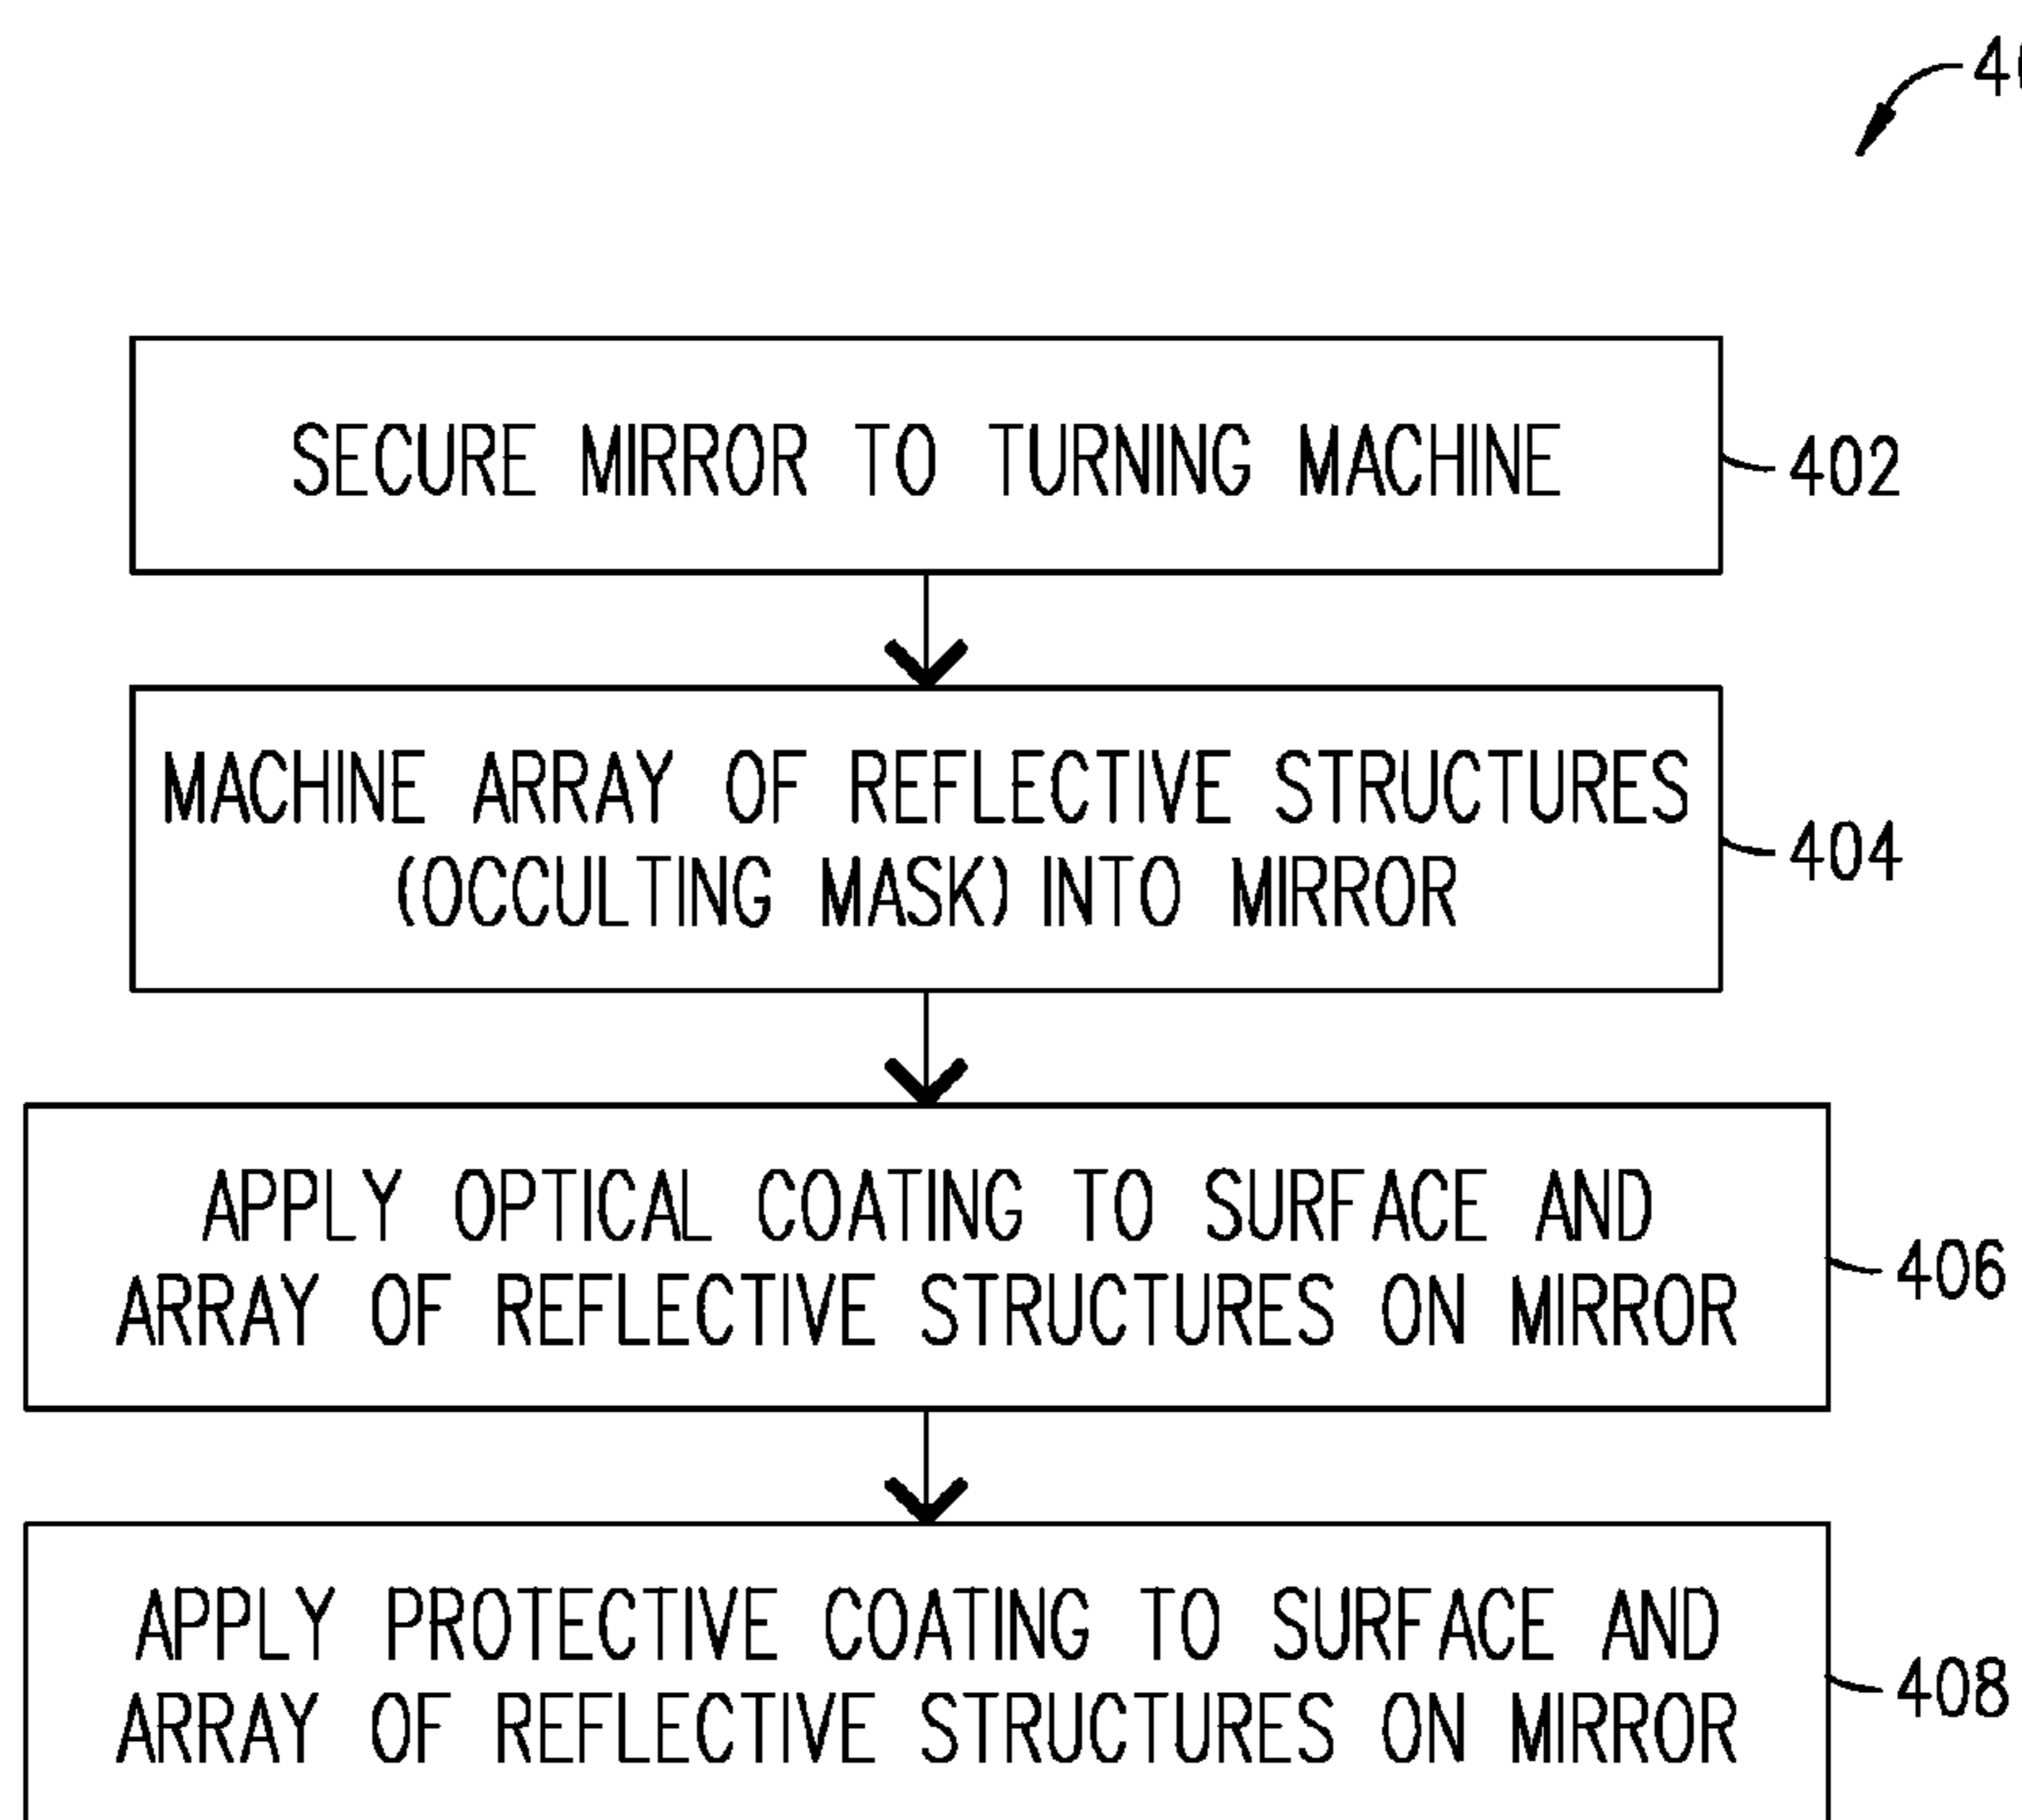 SECURE MIRROR TO TURNING MACHINE
402
MACHINE ARRAY OF REFLECTIVE STRUCTURES
(OCCULTING MASK) INTO MIRROR
404
APPLY OPTICAL COATING TO SURFACE AND
ARRAY OF REFLECTIVE STRUCTURES ON MIRROR
406
APPLY PROTECTIVE COATING TO SURFACE AND
ARRAY OF REFLECTIVE STRUCTURES ON MIRROR
408